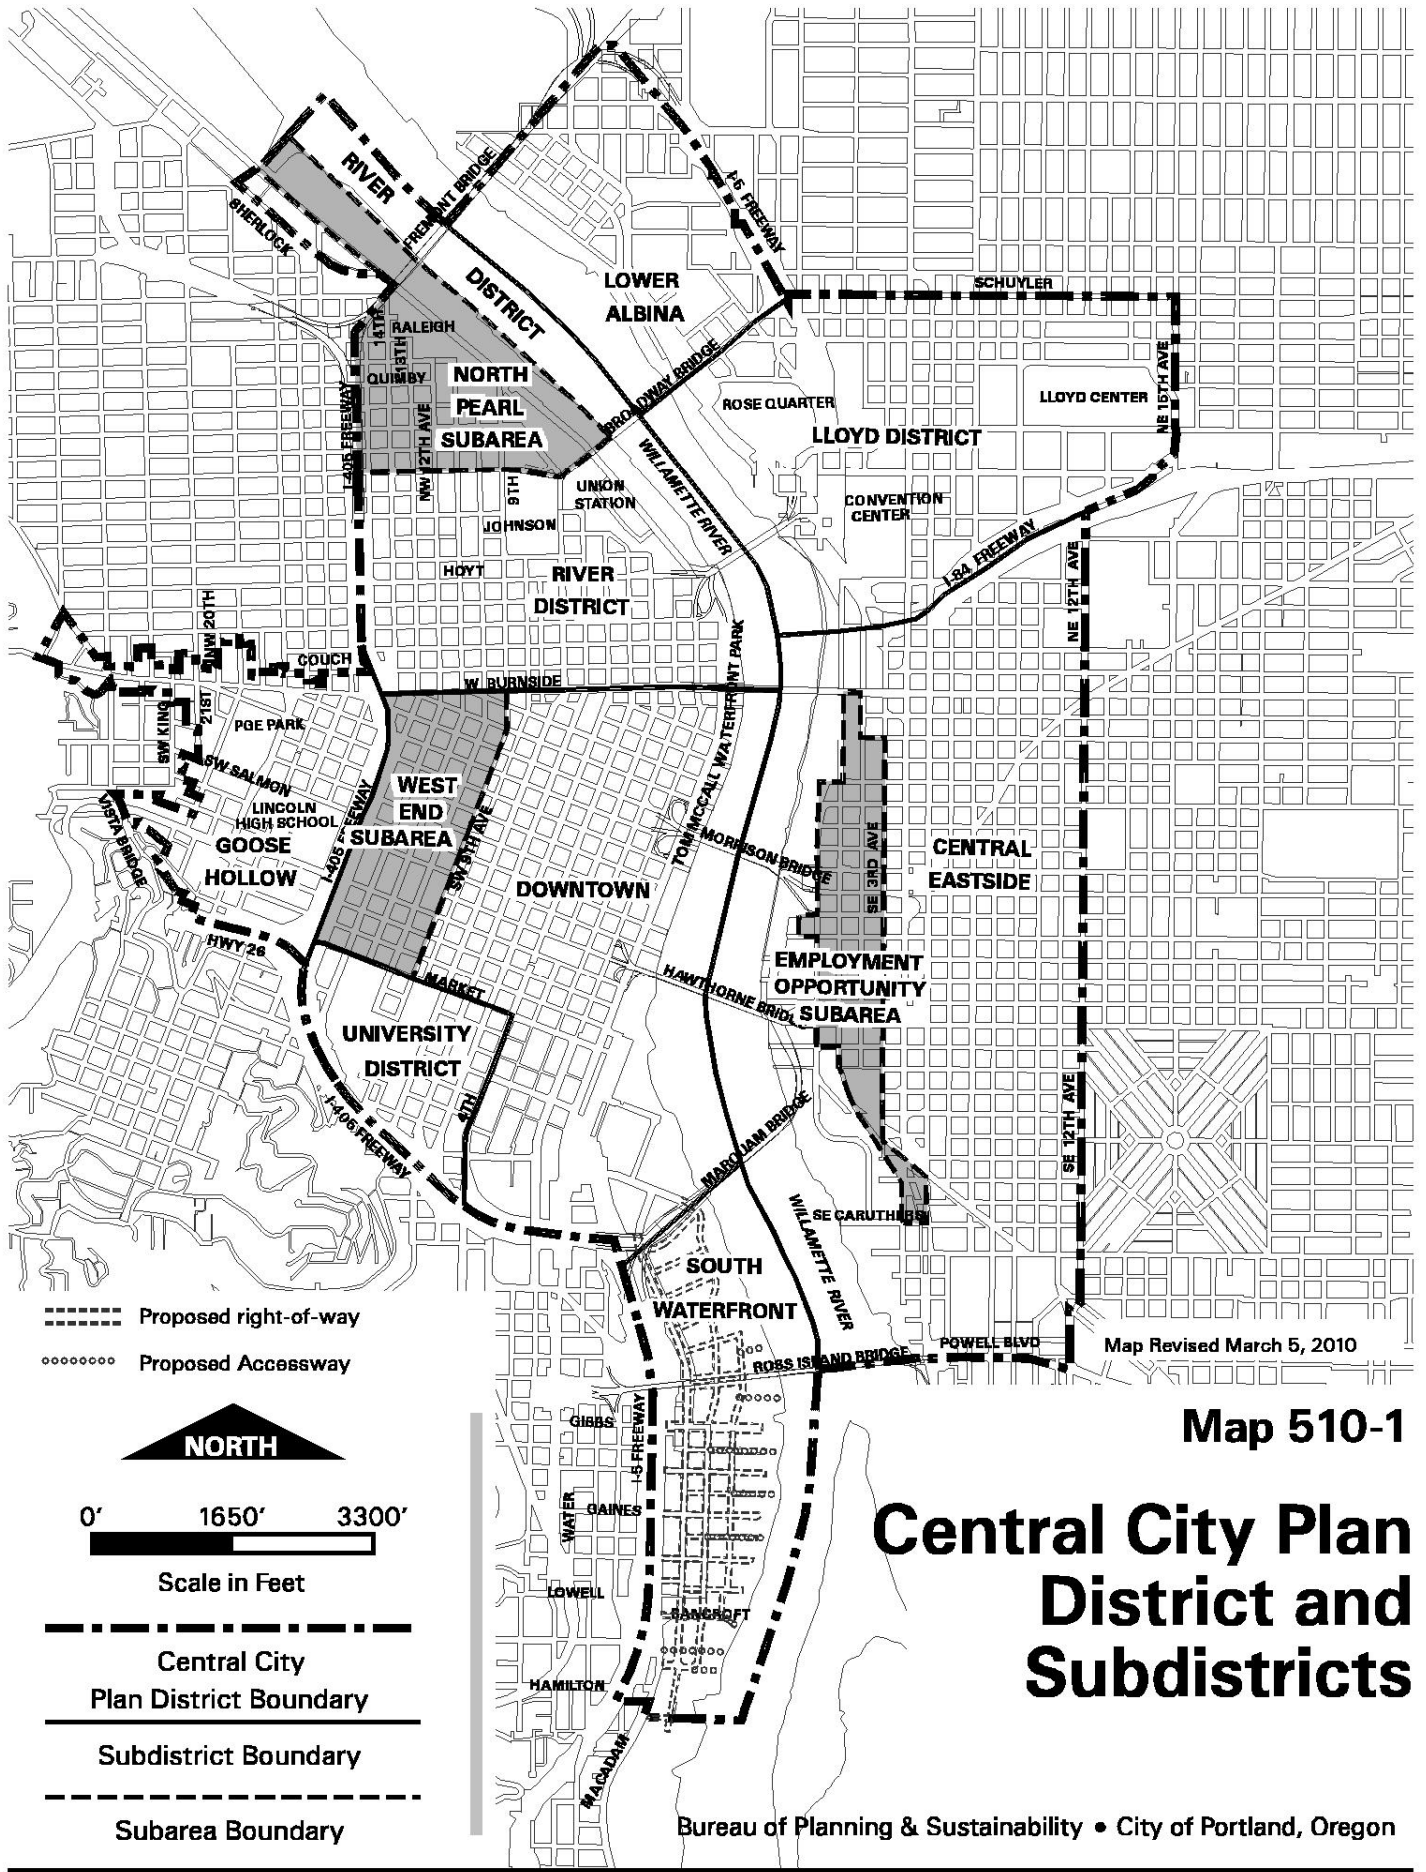 RIVER
FREMONT BRIDGE
I-5 FREEWAY
SHERLOCK
DISTRICT
LOWER
ALBINA
SCHUYLER
14TH
RALEIGH
13TH
QUIMBY
NORTH
PEARL
SUBAREA
I-405 FREEWAY
NW 12TH AVE
BROADWAY BRIDGE
ROSE QUARTER
LLOYD CENTER
NE 15TH AVE
LLOYD DISTRICT
WILLAMETTE RIVER
9TH
UNION
STATION
JOHNSON
CONVENTION
CENTER
HOYT
RIVER
DISTRICT
I-84 FREEWAY
NE 12TH AVE
NW 20TH
COUCH
W BURNSIDE
TOM MCCALL WATERFRONT PARK
SW KING
21ST
PGE PARK
SW SALMON
LINCOLN
HIGH SCHOOL
VISTA BRIDGE
GOOSE
HOLLOW
I-405 FREEWAY
WEST
END
SUBAREA
SW 9TH AVE
DOWNTOWN
MORRISON BRIDGE
SE 3RD AVE
CENTRAL
EASTSIDE
HWY 26
MARKET
HAWTHORNE BRIDGE
EMPLOYMENT
OPPORTUNITY
SUBAREA
UNIVERSITY
DISTRICT
4TH
I-405 FREEWAY
MARQUAM BRIDGE
SE 12TH AVE
SE CARUTHERS
WILLAMETTE RIVER
SOUTH
WATERFRONT
ROSS ISLAND BRIDGE
POWELL BLVD
Map Revised March 5, 2010
GIBBS
I-5 FREEWAY
WATER
GAINES
LOWELL
BANCROFT
HAMILTON
MACADAM
Proposed right-of-way
Proposed Accessway
NORTH
0' 1650' 3300'
Scale in Feet
Central City
Plan District Boundary
Subdistrict Boundary
Subarea Boundary
Map 510-1
Central City Plan
District and
Subdistricts
Bureau of Planning & Sustainability • City of Portland, Oregon